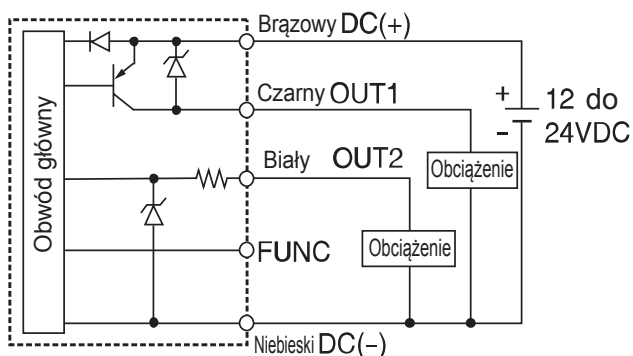 Brązowy DC(+)
Obwód główny
Czarny OUT1
+
12 do
-
24VDC
Biały OUT2
Obciążenie
Obciążenie
FUNC
Niebieski DC(-)